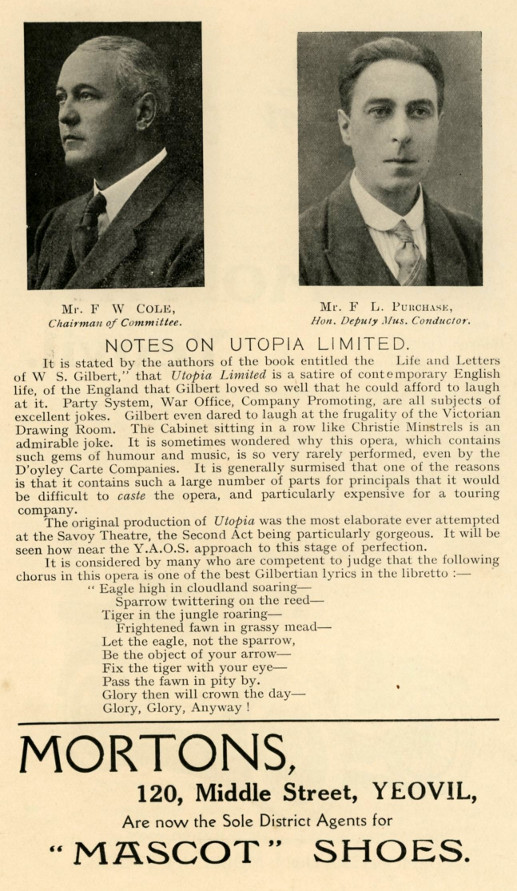 Mr. F W COLE,
Chairman of Committee.
Mr. F L. PURCHASE,
Hon. Deputy Mus. Conductor.
NOTES ON UTOPIA LIMITED.
It is stated by the authors of the book entitled the Life and Letters
of W S. Gilbert," that Utopia Limited is a satire of contemporary English
life, of the England that Gilbert loved so well that he could afford to laugh
at it. Party System, War Office, Company Promoting, are all subjects of
excellent jokes. Gilbert even dared to laugh at the frugality of the Victorian
Drawing Room. The Cabinet sitting in a row like Christie Minstrels is an
admirable joke. It is sometimes wondered why this opera, which contains
such gems of humour and music, is so very rarely performed, even by the
D'oyley Carte Companies. It is generally surmised that one of the reasons
is that it contains such a large number of parts for principals that it would
be difficult to caste the opera, and particularly expensive for a touring
company.
The original production of Utopia was the most elaborate ever attempted
at the Savoy Theatre, the Second Act being particularly gorgeous. It will be
seen how near the Y.A.O.S. approach to this stage of perfection.
It is considered by many who are competent to judge that the following
chorus in this opera is one of the best Gilbertian lyrics in the libretto :—
" Eagle high in cloudland soaring—
Sparrow twittering on the reed—
Tiger in the jungle roaring—
Frightened fawn in grassy mead—
Let the eagle, not the sparrow,
Be the object of your arrow—
Fix the tiger with your eye—
Pass the fawn in pity by.
Glory then will crown the day—
Glory, Glory, Anyway !
MORTONS,
120, Middle Street, YEOVIL,
Are now the Sole District Agents for
"MASCOT" SHOES.